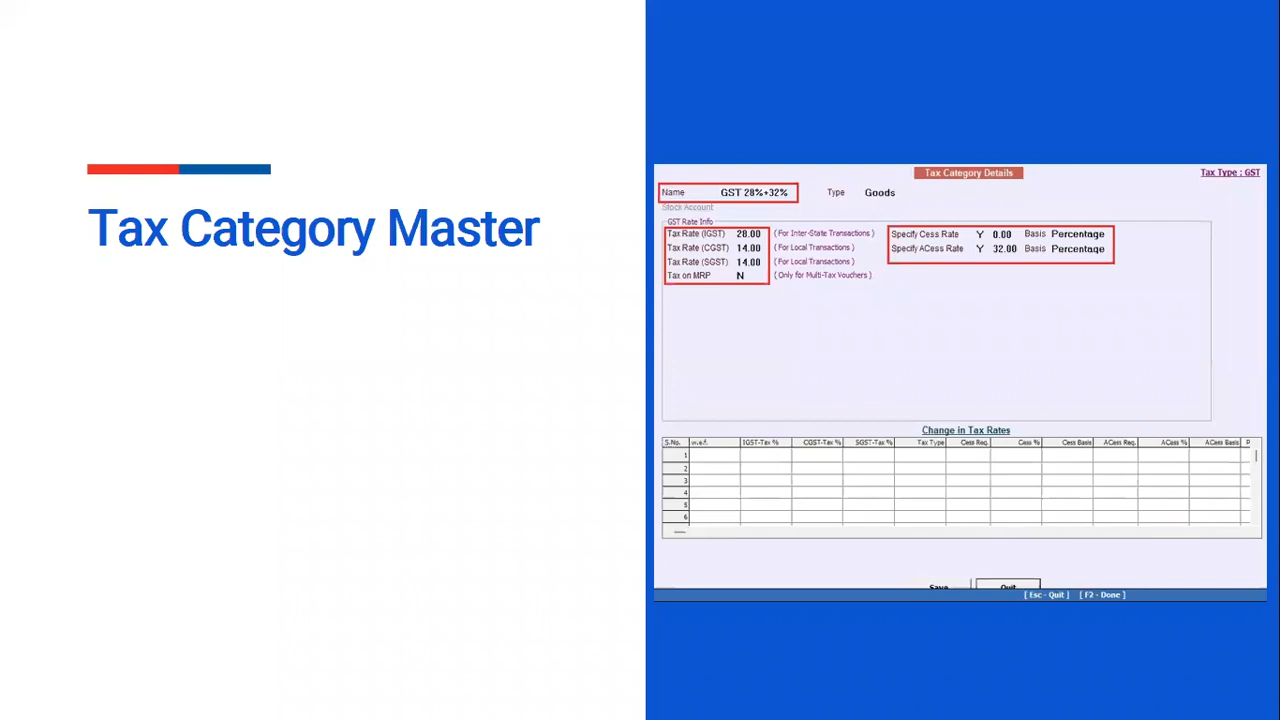 Tax Category Master
Tax Category Details
Tax Type : GST
Name GST 28%+32% Type Goods
Stock Account
GST Rate Info
Tax Rate (IGST) 28.00 ( For Inter-State Transactions ) Specify Cess Rate Y 0.00 Basis Percentage
Tax Rate (CGST) 14.00 ( For Local Transactions ) Specify ACess Rate Y 32.00 Basis Percentage
Tax Rate (SGST) 14.00 ( For Local Transactions )
Tax on MRP N ( Only for Multi-Tax Vouchers )
Change in Tax Rates
S.No. w.e.f. IGST-Tax % CGST-Tax % SGST-Tax % Tax Type Cess Req. Cess % Cess Basis ACess Req. ACess % ACess Basis P
1
2
3
4
5
6
Save Quit
[ Esc - Quit ] [ F2 - Done ]